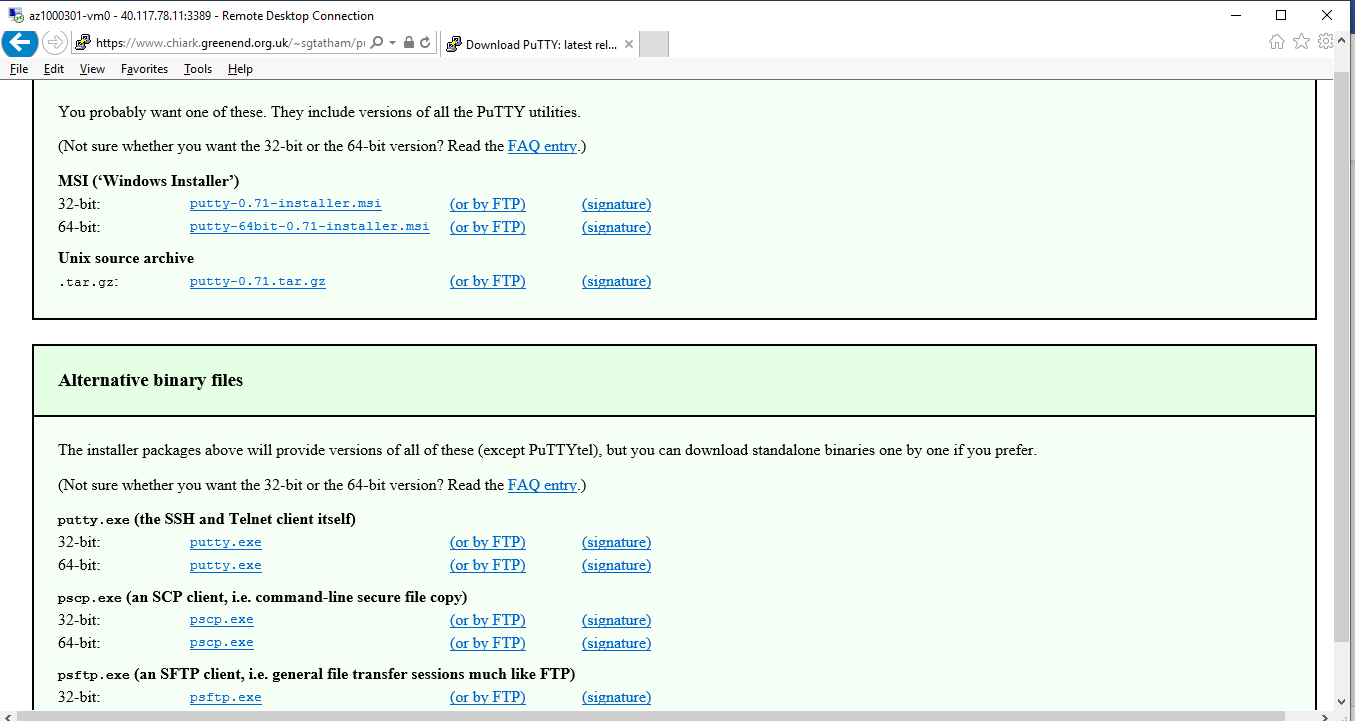 az1000301-vm0 - 40.117.78.11:3389 - Remote Desktop Connection
https://www.chiark.greenend.org.uk/~sgtatham/pu
Download PuTTY: latest rel...
File Edit View Favorites Tools Help
You probably want one of these. They include versions of all the PuTTY utilities.
(Not sure whether you want the 32-bit or the 64-bit version? Read the FAQ entry.)
MSI (‘Windows Installer’)
32-bit: putty-0.71-installer.msi (or by FTP) (signature)
64-bit: putty-64bit-0.71-installer.msi (or by FTP) (signature)
Unix source archive
.tar.gz: putty-0.71.tar.gz (or by FTP) (signature)
Alternative binary files
The installer packages above will provide versions of all of these (except PuTTYtel), but you can download standalone binaries one by one if you prefer.
(Not sure whether you want the 32-bit or the 64-bit version? Read the FAQ entry.)
putty.exe (the SSH and Telnet client itself)
32-bit: putty.exe (or by FTP) (signature)
64-bit: putty.exe (or by FTP) (signature)
pscp.exe (an SCP client, i.e. command-line secure file copy)
32-bit: pscp.exe (or by FTP) (signature)
64-bit: pscp.exe (or by FTP) (signature)
psftp.exe (an SFTP client, i.e. general file transfer sessions much like FTP)
32-bit: psftp.exe (or by FTP) (signature)